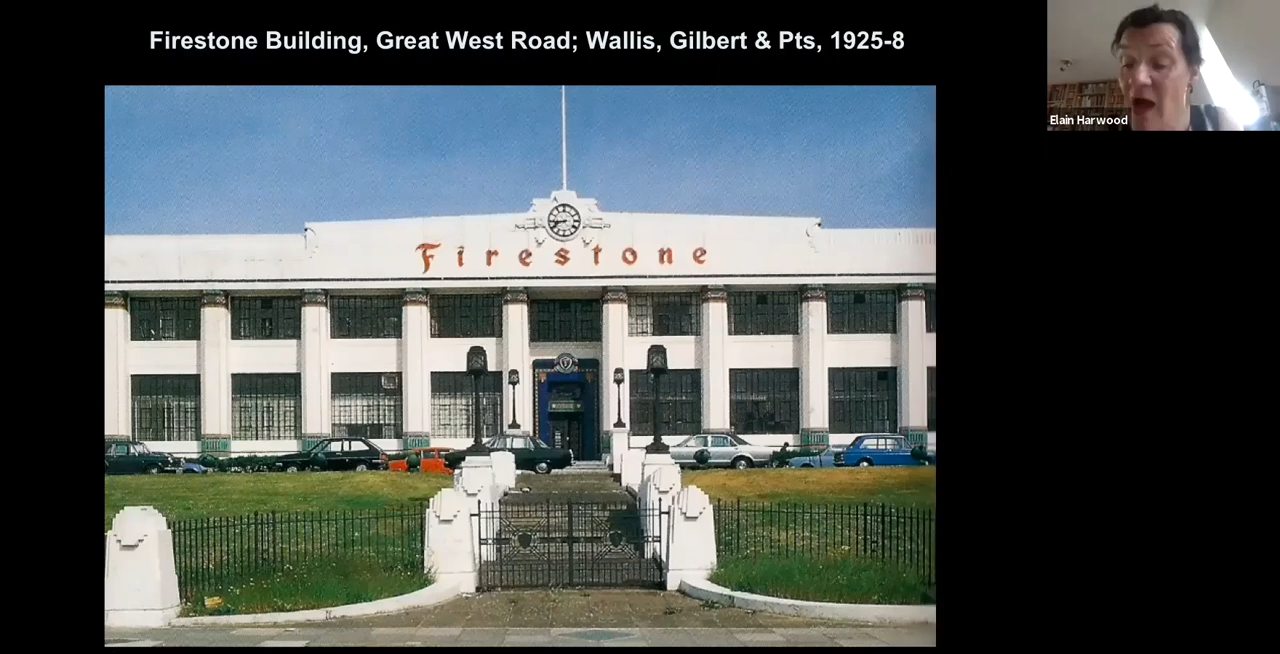 Firestone Building, Great West Road; Wallis, Gilbert & Pts, 1925-8
Elain Harwood
Firestone